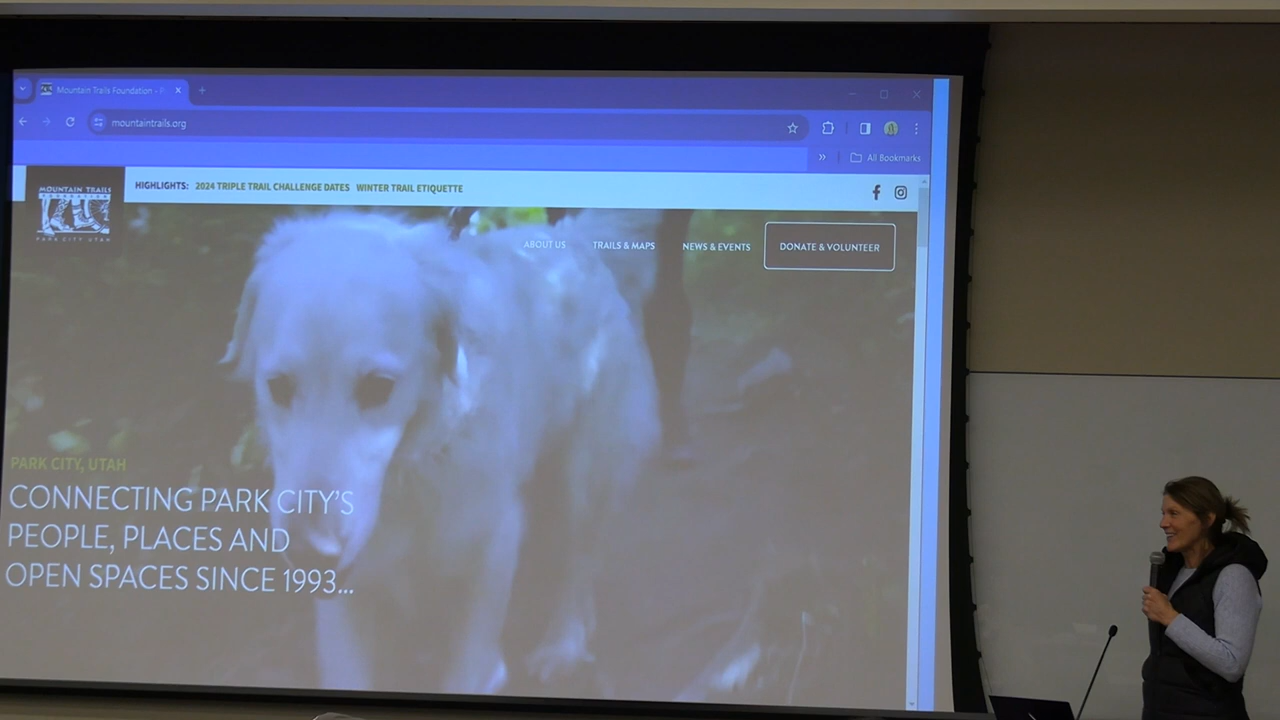 Mountain Trails Foundation - P
mountaintrails.org
All Bookmarks
MOUNTAIN TRAILS
FOUNDATION
PARK CITY, UTAH
HIGHLIGHTS: 2024 TRIPLE TRAIL CHALLENGE DATES WINTER TRAIL ETIQUETTE
ABOUT US TRAILS & MAPS NEWS & EVENTS DONATE & VOLUNTEER
PARK CITY, UTAH
CONNECTING PARK CITY'S
PEOPLE, PLACES AND
OPEN SPACES SINCE 1993...